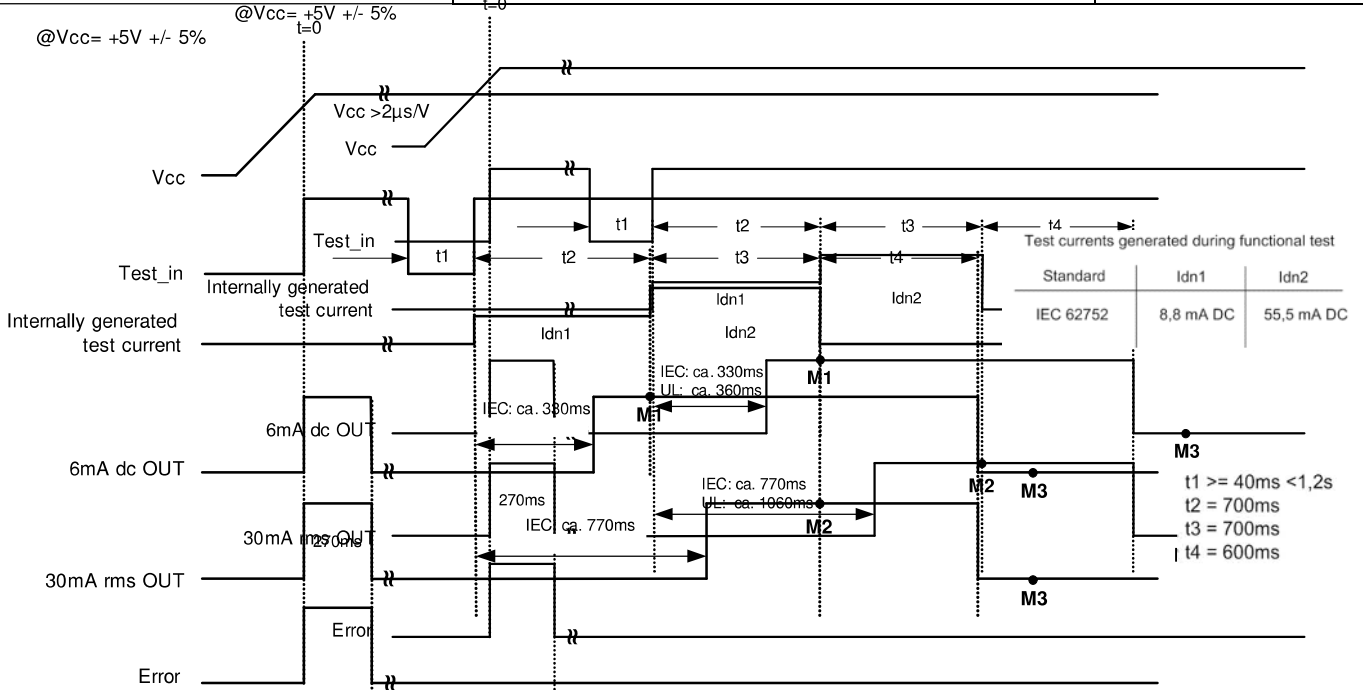 @Vcc= +5V +/- 5%
t=0
t=0
@Vcc= +5V +/- 5%
Vcc >2µs/V
Vcc
Vcc
t1
t2
t3
t4
Test_in
t1
t2
t3
t4
Test currents generated during functional test
Test_in
Standard
Idn1
Idn2
Internally generated
test current
Idn1
Idn2
IEC 62752
8,8 mA DC
55,5 mA DC
Internally generated
test current
Idn1
Idn2
IEC: ca. 330ms
UL: ca. 360ms
M1
IEC: ca. 330ms
M1
6mA dc OUT
M3
6mA dc OUT
IEC: ca. 770ms
UL: ca. 1060ms
M2
M3
t1 >= 40ms <1,2s
t2 = 700ms
t3 = 700ms
t4 = 600ms
270ms
IEC: ca. 770ms
M2
30mA rms OUT
270ms
30mA rms OUT
M3
Error
Error